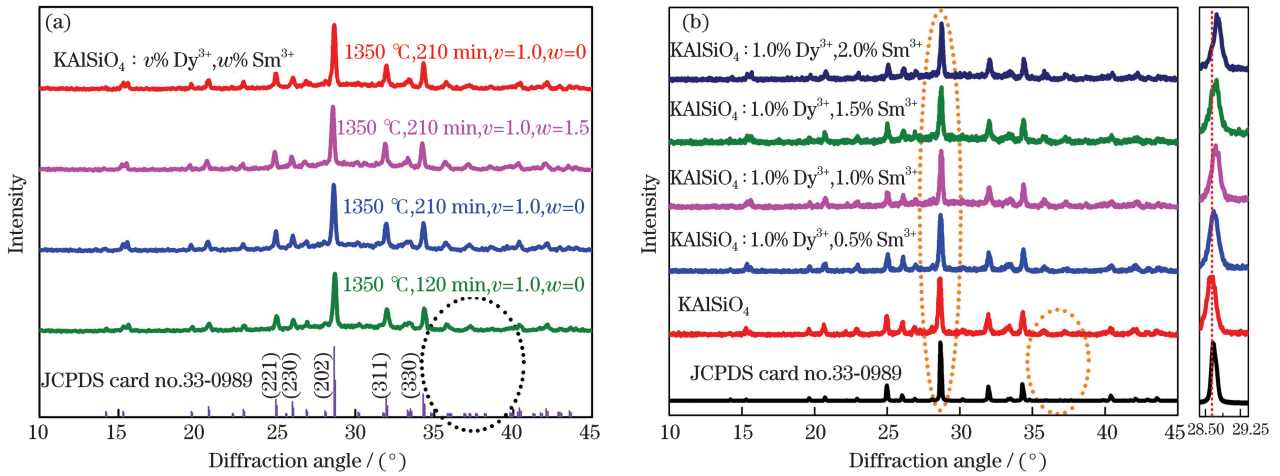 (a)
KAlSiO₄ : v% Dy³⁺,w% Sm³⁺
1350 ℃,210 min,v=1.0,w=0
1350 ℃,210 min,v=1.0,w=1.5
1350 ℃,210 min,v=1.0,w=0
1350 ℃,120 min,v=1.0,w=0
(221)
(230)
(202)
(311)
(330)
JCPDS card no.33-0989
10 15 20 25 30 35 40 45
Diffraction angle / (°)
Intensity
(b)
KAlSiO₄ : 1.0% Dy³⁺,2.0% Sm³⁺
KAlSiO₄ : 1.0% Dy³⁺,1.5% Sm³⁺
KAlSiO₄ : 1.0% Dy³⁺,1.0% Sm³⁺
KAlSiO₄ : 1.0% Dy³⁺,0.5% Sm³⁺
KAlSiO₄
JCPDS card no.33-0989
10 15 20 25 30 35 40 45
Diffraction angle / (°)
Intensity
28.50 29.25